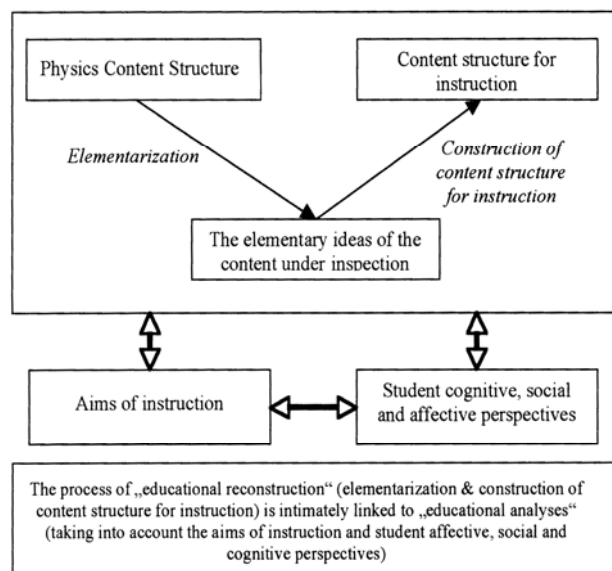 Physics Content Structure
Content structure for
instruction
Elementarization
Construction of
content structure
for instruction
The elementary ideas of the
content under inspection
Aims of instruction
Student cognitive, social
and affective perspectives
The process of „educational reconstruction“ (elementarization & construction of
content structure for instruction) is intimately linked to „educational analyses“
(taking into account the aims of instruction and student affective, social and
cognitive perspectives)